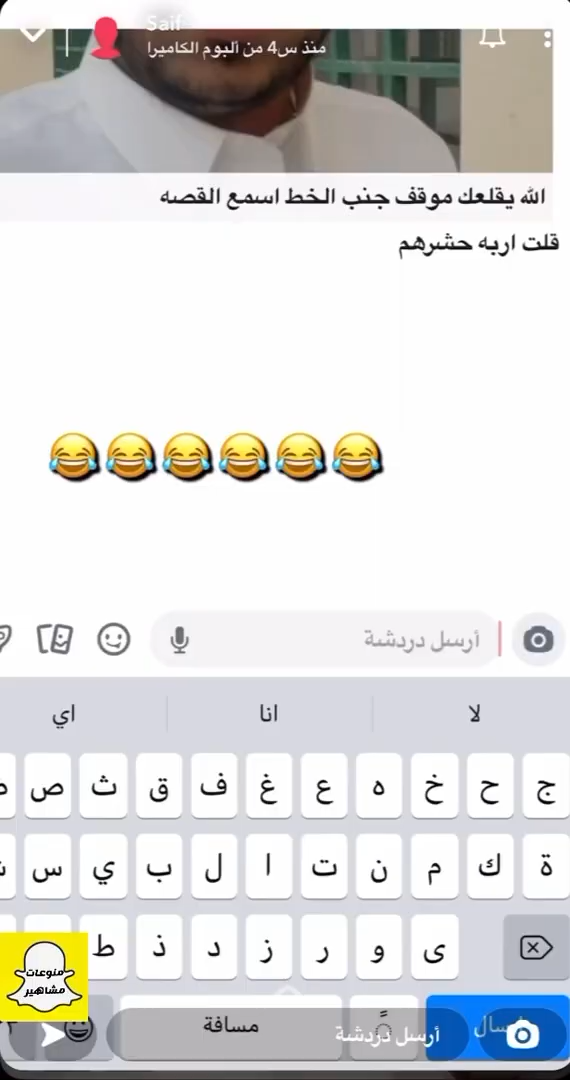 Saif
منذ س4 من ألبوم الكاميرا
الله يقلعك موقف جنب الخط اسمع القصه
قلت اربه حشرهم
أرسل دردشة
لا انا اي
ج ح خ ه ع غ ف ق ث ص
ة ك م ن ت ا ل ب ي س
ى و ر ز د ذ ط
منوعات
مشاهير
مسافة
أرسل دردشة